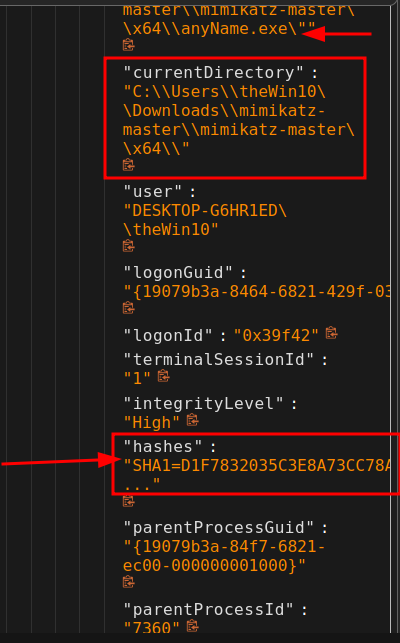 master\\mimikatz-master\
\x64\\anyName.exe\""
"currentDirectory" :
"C:\\Users\\theWin10\
\Downloads\\mimikatz-
master\\mimikatz-master\
\x64\\"
"user" :
"DESKTOP-G6HR1ED\
\theWin10"
"logonGuid" :
"{19079b3a-8464-6821-429f-03
"logonId" : "0x39f42"
"terminalSessionId" :
"1"
"integrityLevel" :
"High"
"hashes" :
"SHA1=D1F7832035C3E8A73CC78A
..."
"parentProcessGuid" :
"{19079b3a-84f7-6821-
ec00-000000001000}"
"parentProcessId" :
"7360"